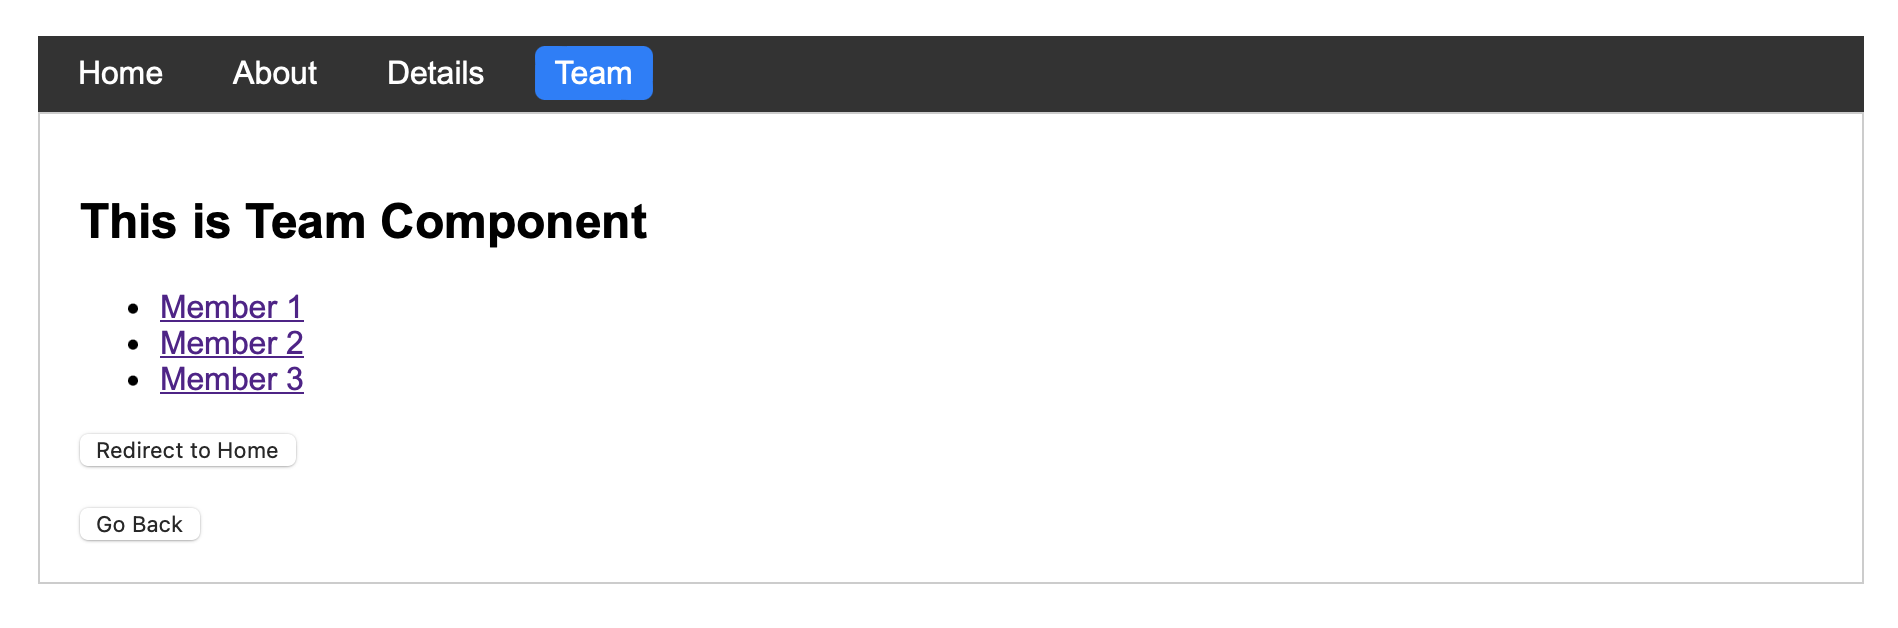 Home About Details Team
This is Team Component
Member 1
Member 2
Member 3
Redirect to Home
Go Back